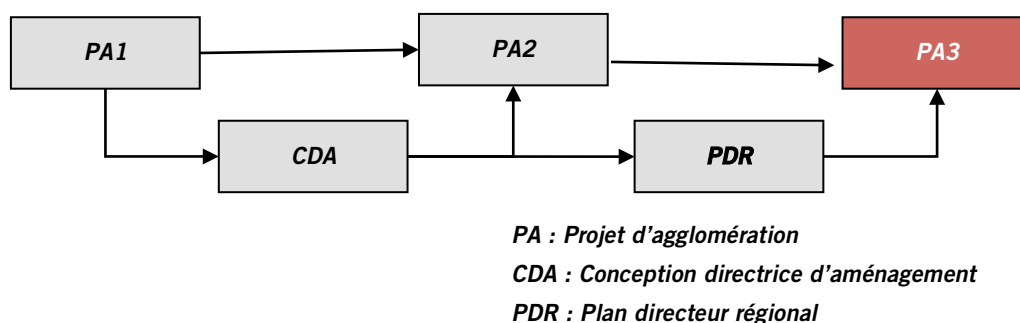 PA1
PA2
PA3
CDA
PDR
PA : Projet d'agglomération
CDA : Conception directrice d'aménagement
PDR : Plan directeur régional